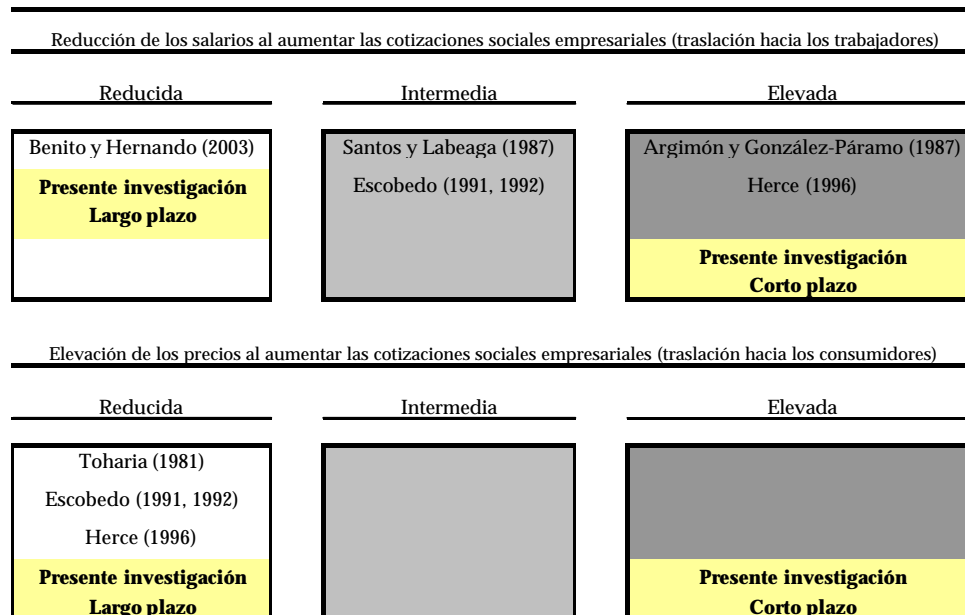 Reducción de los salarios al aumentar las cotizaciones sociales empresariales (traslación hacia los trabajadores)
Reducida
Intermedia
Elevada
Benito y Hernando (2003)
Presente investigación
Largo plazo
Santos y Labeaga (1987)
Escobedo (1991, 1992)
Argimón y González-Páramo (1987)
Herce (1996)
Presente investigación
Corto plazo
Elevación de los precios al aumentar las cotizaciones sociales empresariales (traslación hacia los consumidores)
Reducida
Intermedia
Elevada
Toharia (1981)
Escobedo (1991, 1992)
Herce (1996)
Presente investigación
Largo plazo
Presente investigación
Corto plazo